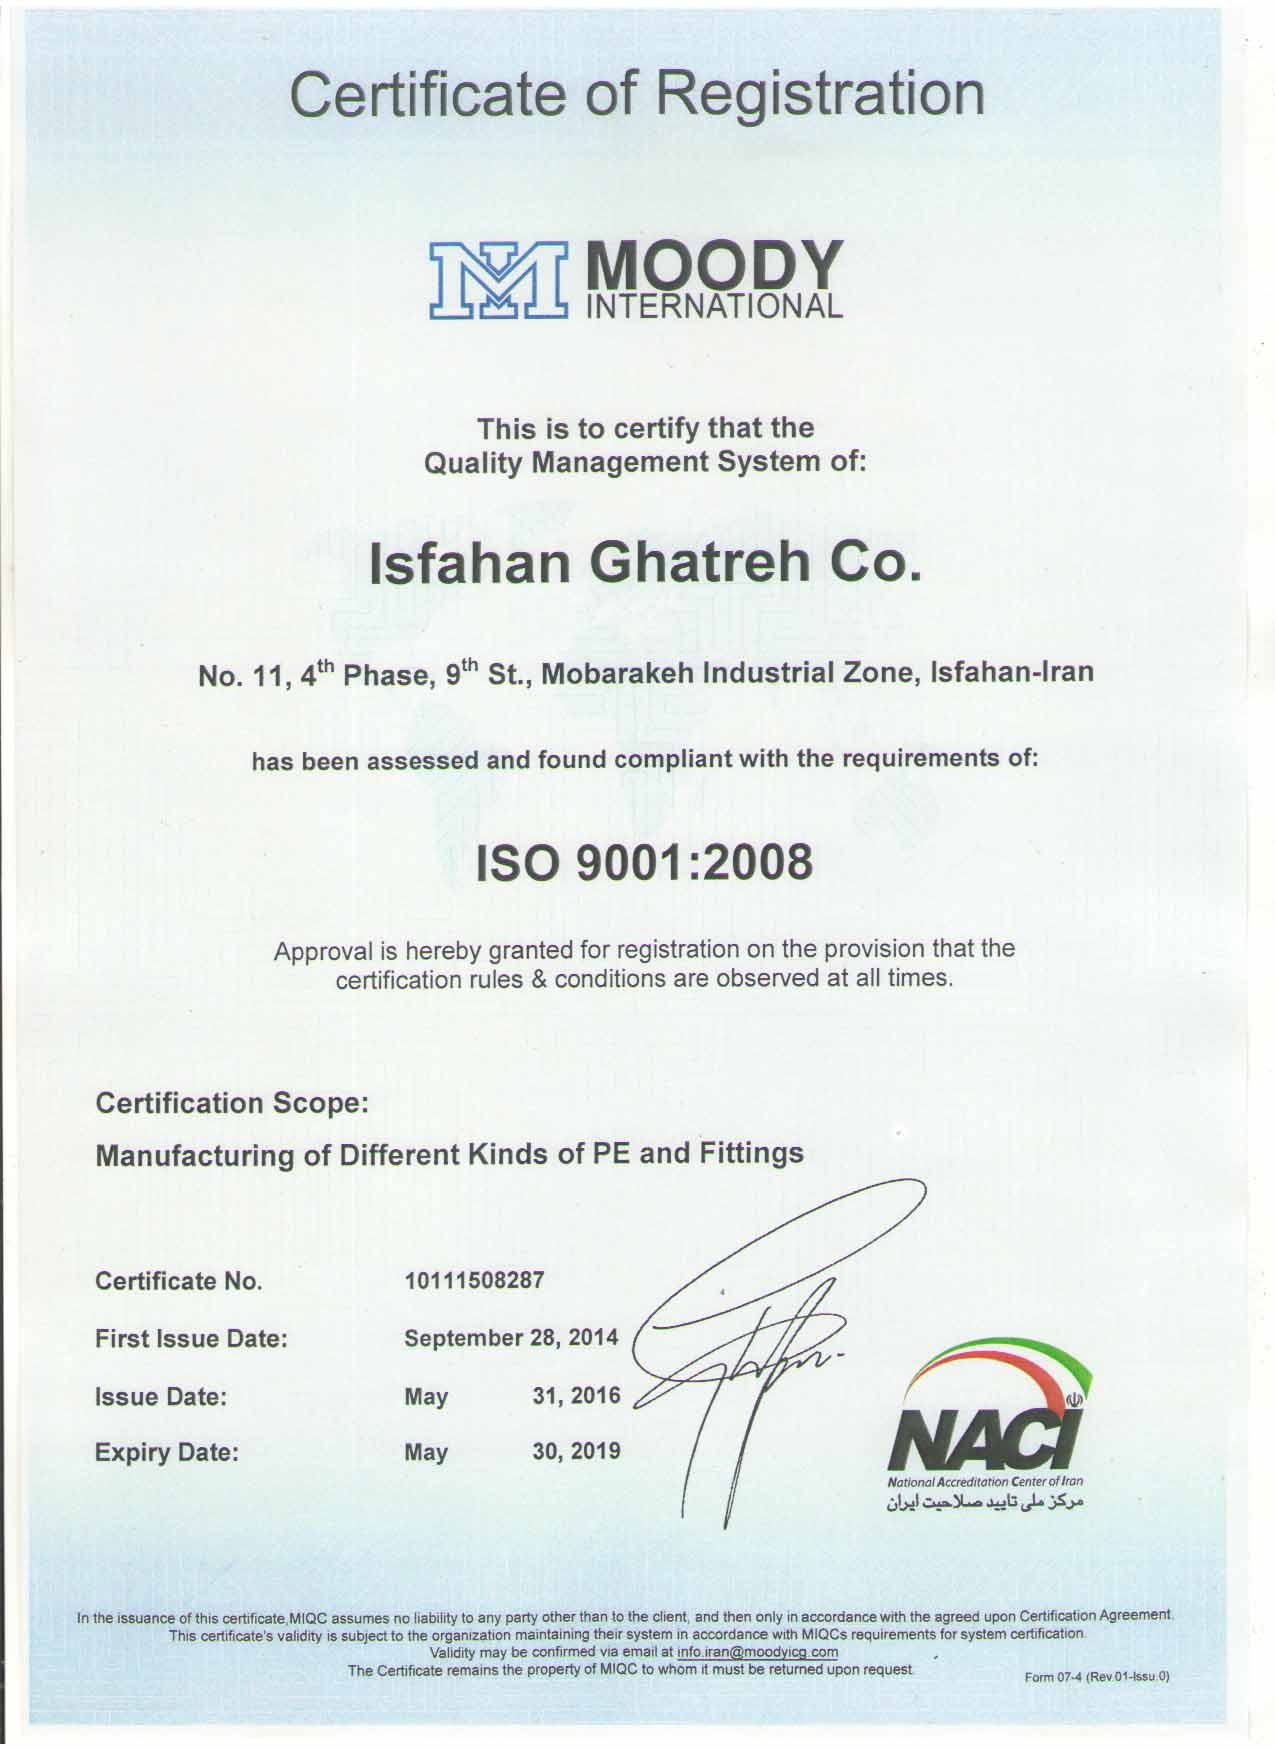 Certificate of Registration
MOODY
INTERNATIONAL
This is to certify that the
Quality Management System of:
Isfahan Ghatreh Co.
No. 11, 4th Phase, 9th St., Mobarakeh Industrial Zone, Isfahan-Iran
has been assessed and found compliant with the requirements of:
ISO 9001:2008
Approval is hereby granted for registration on the provision that the
certification rules & conditions are observed at all times.
Certification Scope:
Manufacturing of Different Kinds of PE and Fittings
Certificate No. 10111508287
First Issue Date: September 28, 2014
Issue Date: May 31, 2016
Expiry Date: May 30, 2019
NACI
National Accreditation Center of Iran
مرکز ملی تایید صلاحیت ایران
In the issuance of this certificate,MIQC assumes no liability to any party other than to the client, and then only in accordance with the agreed upon Certification Agreement.
This certificate's validity is subject to the organization maintaining their system in accordance with MIQCs requirements for system certification.
Validity may be confirmed via email at info.iran@moodyicg.com
The Certificate remains the property of MIQC to whom it must be returned upon request.
Form 07-4 (Rev.01-Issu.0)